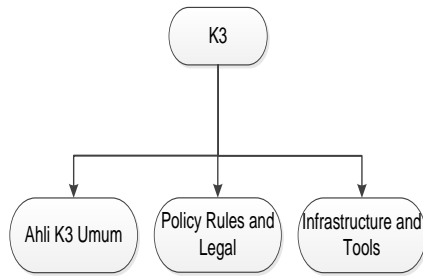 K3
Ahli K3 Umum
Policy Rules and
Legal
Infrastructure and
Tools